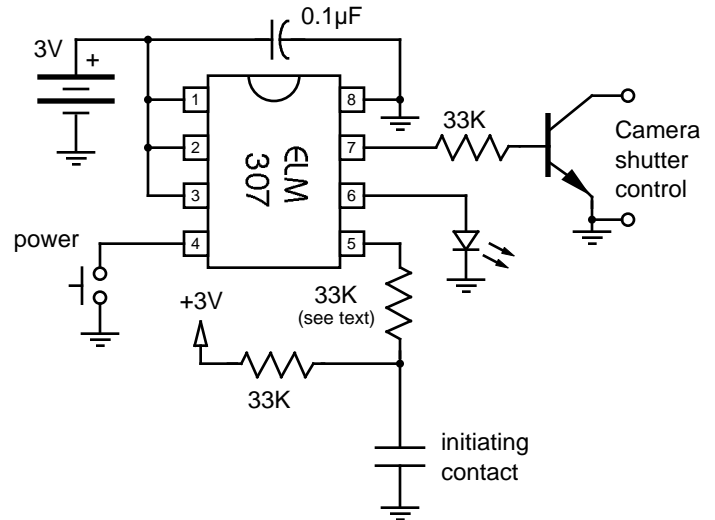 0.1µF
3V
+
1
8
33K
Camera
shutter
control
2
7
ELM
307
3
6
power
4
5
+3V
33K
(see text)
33K
initiating
contact